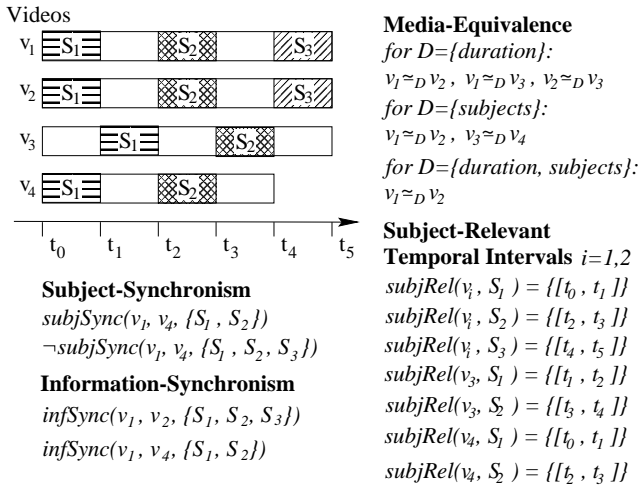 Videos
v1 S1 S2 S3
v2 S1 S2 S3
v3 S1 S2
v4 S1 S2
t0 t1 t2 t3 t4 t5
Subject-Synchronism
subjSync(v1, v4, {S1 , S2})
¬subjSync(v1, v4, {S1 , S2, S3})
Information-Synchronism
infSync(v1, v2, {S1, S2, S3})
infSync(v1, v4, {S1, S2})
Media-Equivalence
for D={duration}:
v1≃D v2 , v1≃D v3 , v2≃D v3
for D={subjects}:
v1≃D v2 , v3≃D v4
for D={duration, subjects}:
v1≃D v2
Subject-Relevant
Temporal Intervals i=1,2
subjRel(vi , S1 ) = {[t0 , t1 ]}
subjRel(vi , S2 ) = {[t2 , t3 ]}
subjRel(vi , S3 ) = {[t4 , t5 ]}
subjRel(v3, S1 ) = {[t1 , t2 ]}
subjRel(v3, S2 ) = {[t3 , t4 ]}
subjRel(v4, S1 ) = {[t0 , t1 ]}
subjRel(v4, S2 ) = {[t2 , t3 ]}